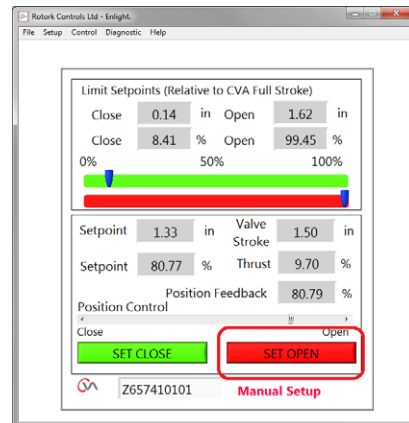 Rotork Controls Ltd - Enlight.
File Setup Control Diagnostic Help
Limit Setpoints (Relative to CVA Full Stroke)
Close 0.14 in Open 1.62 in
Close 8.41 % Open 99.45 %
0% 50% 100%
Setpoint 1.33 in Valve Stroke 1.50 in
Setpoint 80.77 % Thrust 9.70 %
Position Feedback 80.79 %
Position Control
Close Open
SET CLOSE SET OPEN
CVA Z657410101 Manual Setup